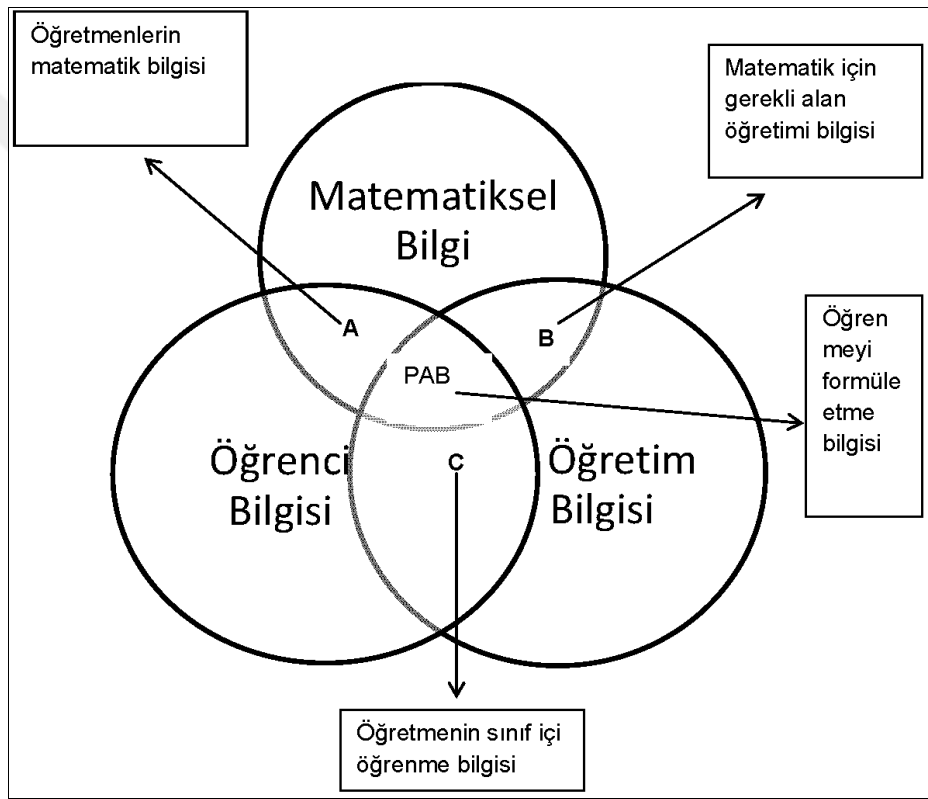 Öğretmenlerin
matematik bilgisi
Matematik için
gerekli alan
öğretimi bilgisi
Matematiksel
Bilgi
A
B
PAB
Öğren
meyi
formüle
etme
bilgisi
Öğrenci
Bilgisi
C
Öğretim
Bilgisi
Öğretmenin sınıf içi
öğrenme bilgisi